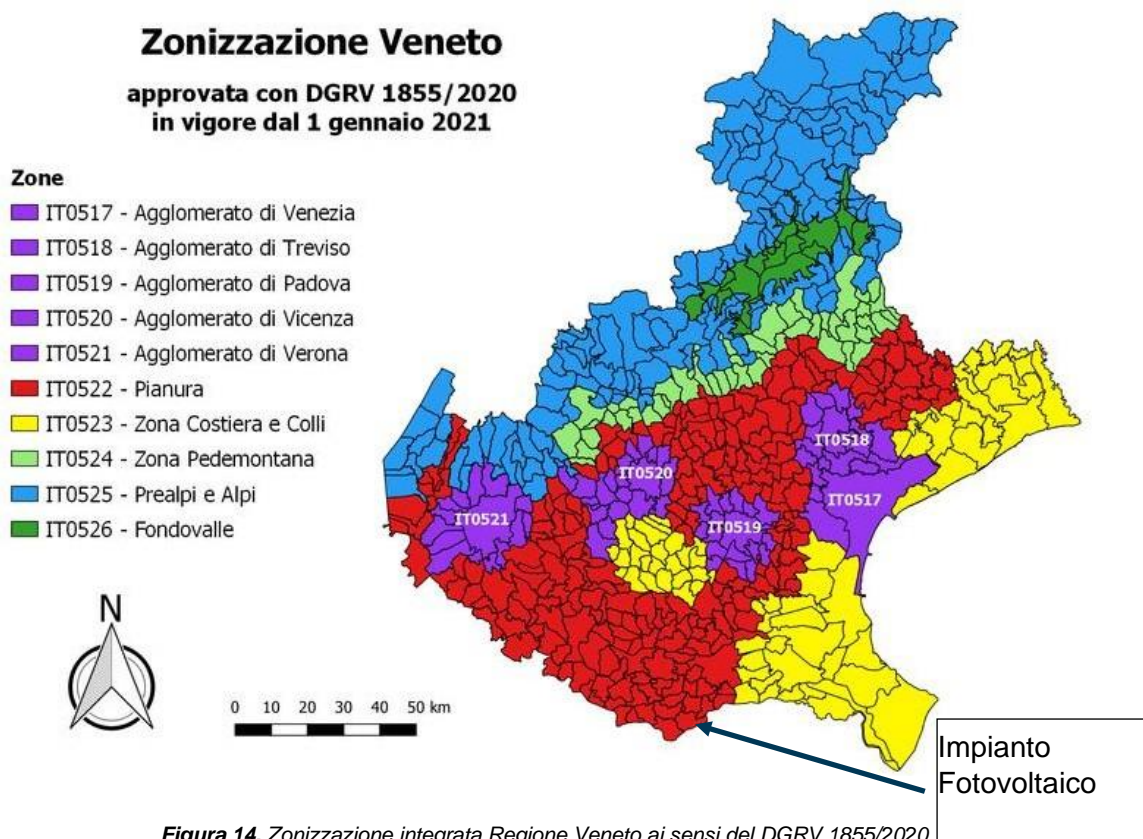 Zonizzazione Veneto
approvata con DGRV 1855/2020
in vigore dal 1 gennaio 2021
Zone
IT0517 - Agglomerato di Venezia
IT0518 - Agglomerato di Treviso
IT0519 - Agglomerato di Padova
IT0520 - Agglomerato di Vicenza
IT0521 - Agglomerato di Verona
IT0522 - Pianura
IT0523 - Zona Costiera e Colli
IT0524 - Zona Pedemontana
IT0525 - Prealpi e Alpi
IT0526 - Fondovalle
IT0518
IT0520
IT0517
IT0521
IT0519
N
0 10 20 30 40 50 km
Impianto
Fotovoltaico
Figura 14. Zonizzazione integrata Regione Veneto ai sensi del DGRV 1855/2020